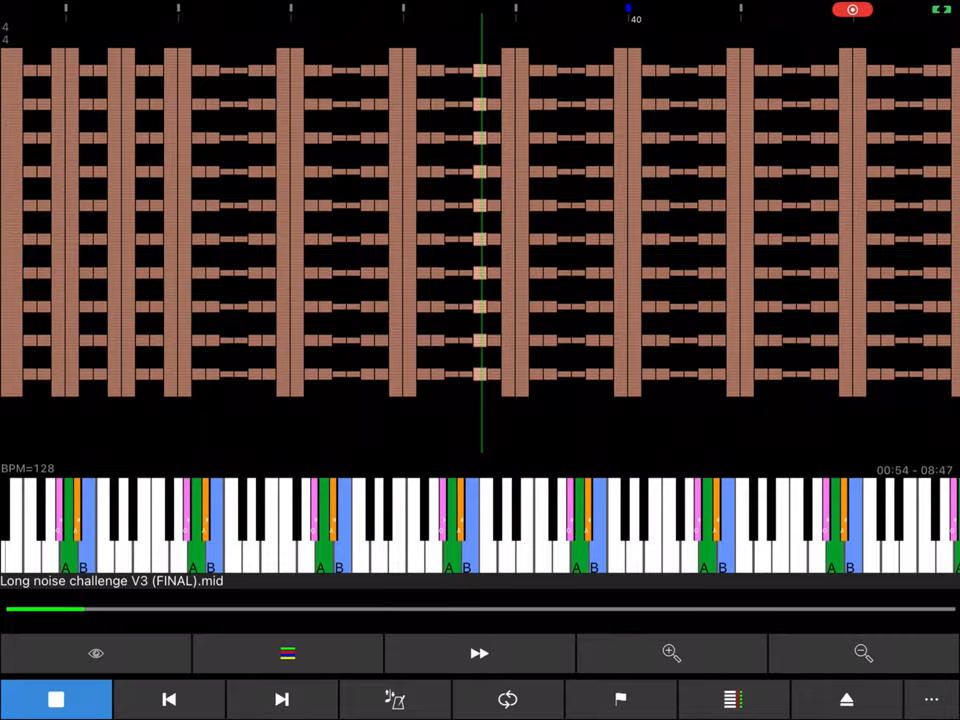 40
4
4
BPM=128
00:54 - 08:47
A B A B A B A B A B A B A B A
Long noise challenge V3 (FINAL).mid